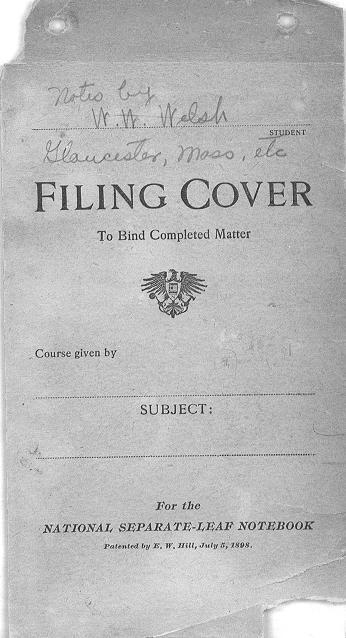 Notes by
W. W. Welsh
STUDENT
Glaucester, Mass, etc
FILING COVER
To Bind Completed Matter
Course given by
SUBJECT:
For the
NATIONAL SEPARATE-LEAF NOTEBOOK
Patented by E. W. Hill, July 5, 1898.